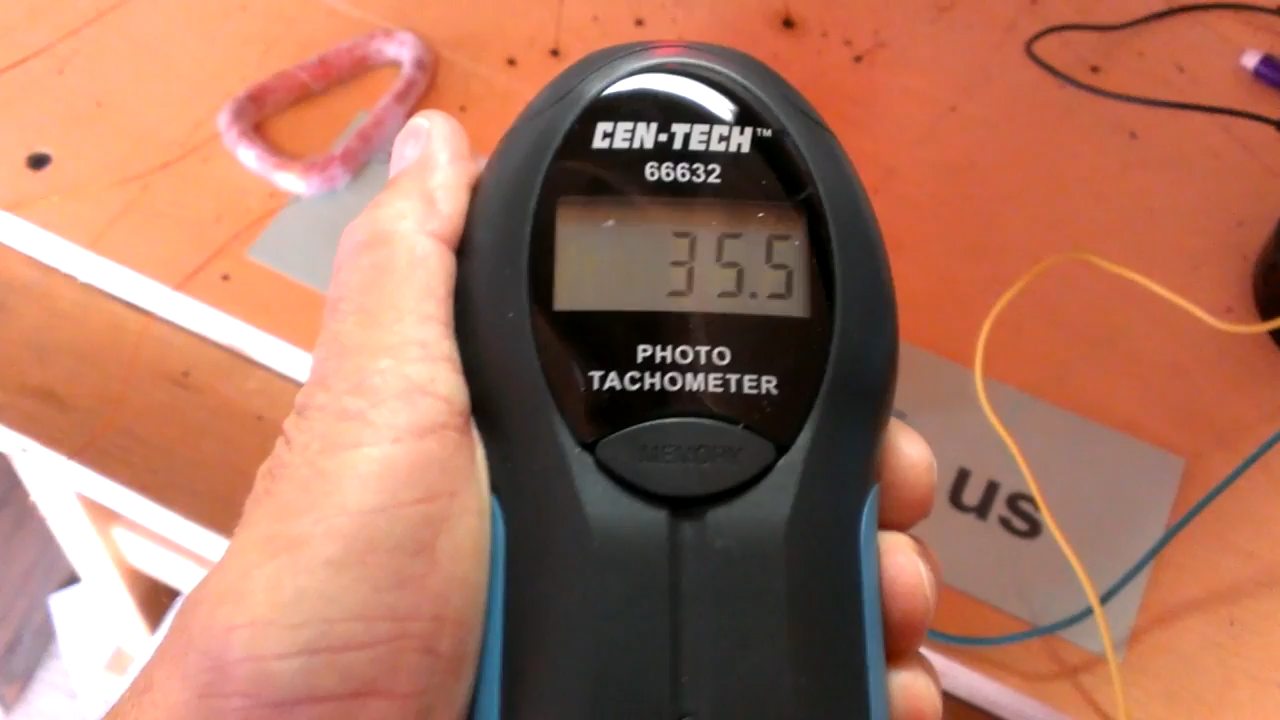 CEN-TECH™
66632
35.5
PHOTO
TACHOMETER
MEMORY
us